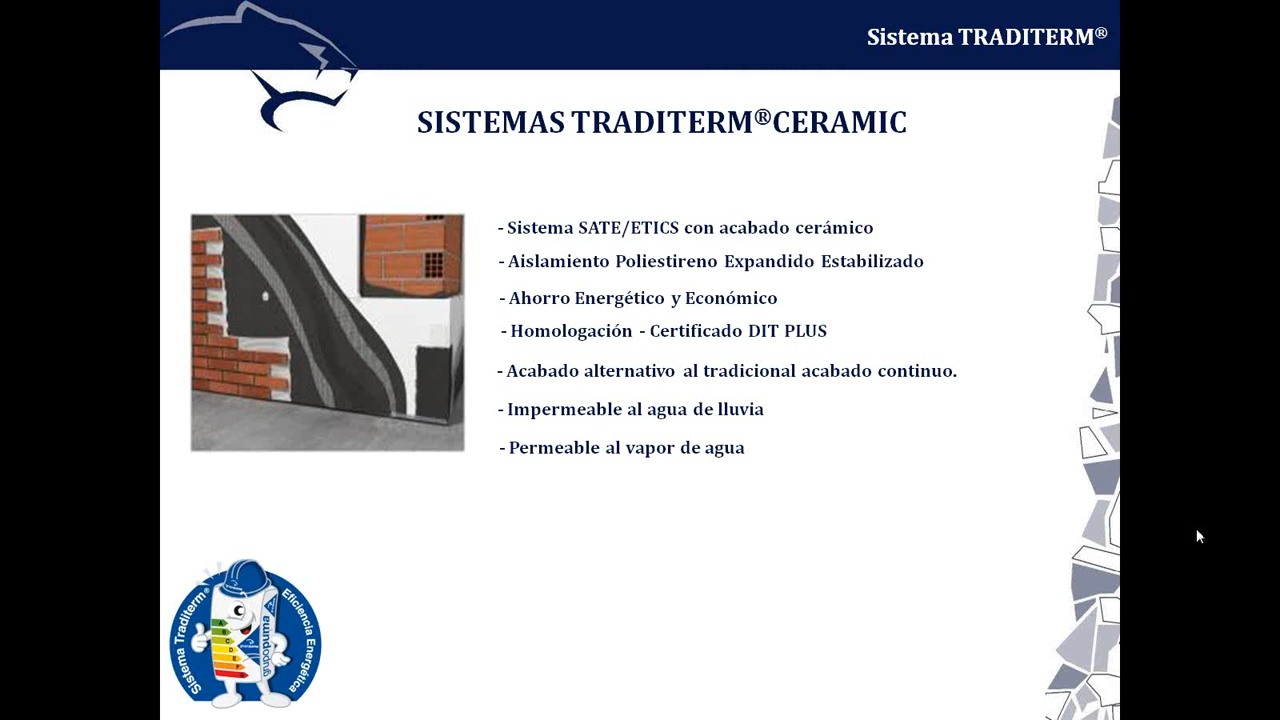 Sistema TRADITERM®
SISTEMAS TRADITERM®CERAMIC
- Sistema SATE/ETICS con acabado cerámico
- Aislamiento Poliestireno Expandido Estabilizado
- Ahorro Energético y Económico
- Homologación - Certificado DIT PLUS
- Acabado alternativo al tradicional acabado continuo.
- Impermeable al agua de lluvia
- Permeable al vapor de agua
Sistema Traditerm®
Eficiencia Energética
grupopuma
A
B
C
D
E
F
G